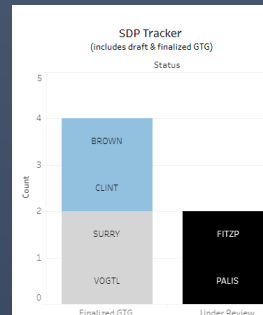 SDP Tracker
(includes draft & finalized GTG)
Status
5
4
3
2
1
0
Count
BROWN
CLINT
SURRY
VOGTL
FITZP
PALIS
Finalized GTG
Under Review